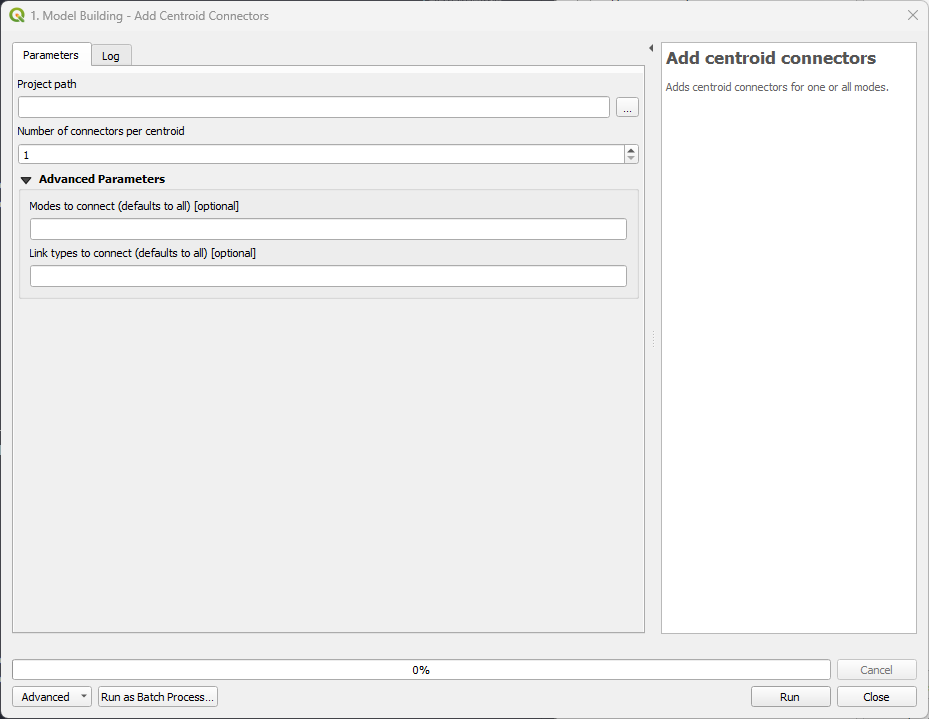 1. Model Building - Add Centroid Connectors
Parameters
Log
Project path
...
Number of connectors per centroid
1
Advanced Parameters
Modes to connect (defaults to all) [optional]
Link types to connect (defaults to all) [optional]
Add centroid connectors
Adds centroid connectors for one or all modes.
0%
Cancel
Advanced
Run as Batch Process...
Run
Close